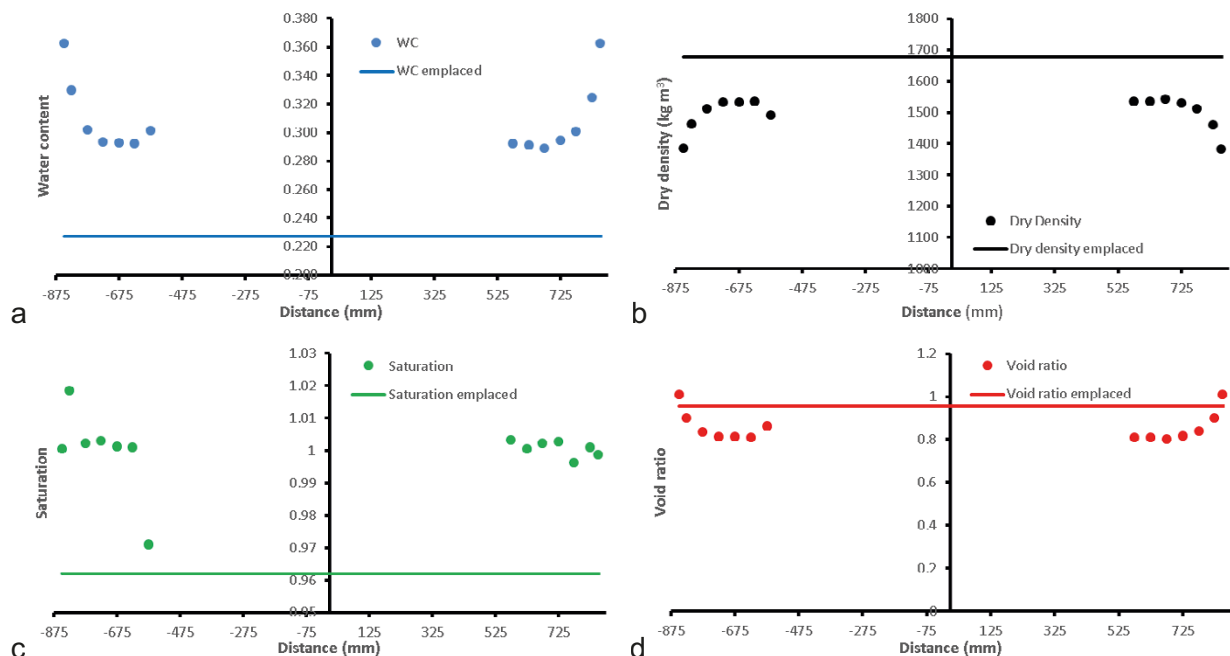 0.380
0.360
0.340
0.320
0.300
0.280
0.260
0.240
0.220
0.200
Water content
WC
WC emplaced
-875 -675 -475 -275 -75 125 325 525 725
Distance (mm)
a
1800
1700
1600
1500
1400
1300
1200
1100
1000
Dry density (kg m³)
Dry Density
Dry density emplaced
-875 -675 -475 -275 -75 125 325 525 725
Distance (mm)
b
1.03
1.02
1.01
1
0.99
0.98
0.97
0.96
0.95
Saturation
Saturation
Saturation emplaced
-875 -675 -475 -275 -75 125 325 525 725
Distance (mm)
c
1.2
1
0.8
0.6
0.4
0.2
0
Void ratio
Void ratio
Void ratio emplaced
-875 -675 -475 -275 -75 125 325 525 725
Distance (mm)
d